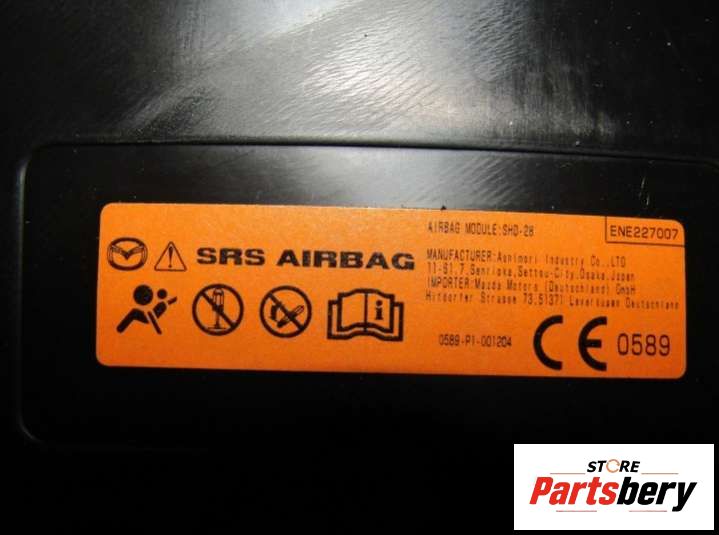 AIRBAG MODULE:SHD-28
ENE227007
SRS AIRBAG
MANUFACTURER:Ashimori Industry Co.,LTD
11-61,7,Senrioka,Settsu-City,Osaka,Japan
IMPORTER:Mazda Motors (Deutschland) GmbH
Hitdorfer Strasse 73,51371 Leverkusen Deutschland
0589-PI-001204
CE 0589
STORE
Partsbery